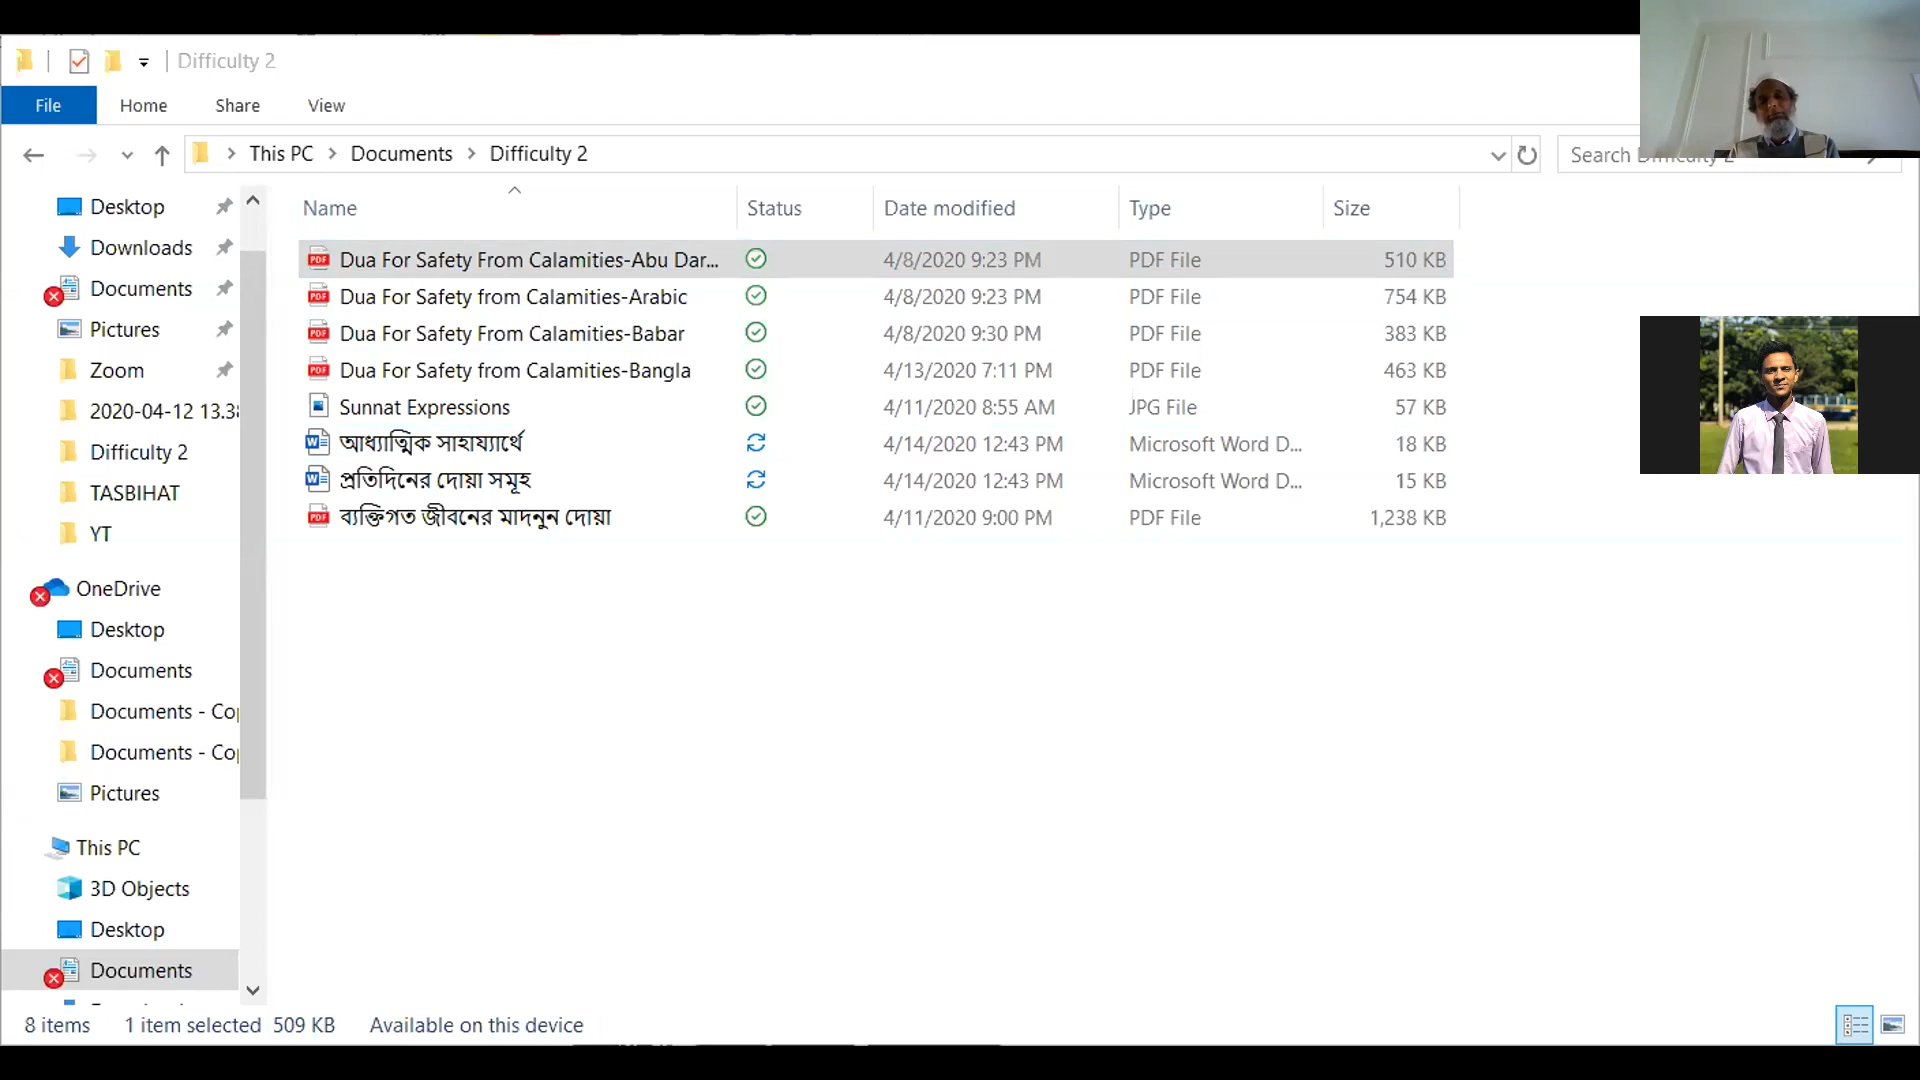 Difficulty 2
File Home Share View
This PC Documents Difficulty 2
Name Status Date modified Type Size
Dua For Safety From Calamities-Abu Dar... 4/8/2020 9:23 PM PDF File 510 KB
Dua For Safety from Calamities-Arabic 4/8/2020 9:23 PM PDF File 754 KB
Dua For Safety From Calamities-Babar 4/8/2020 9:30 PM PDF File 383 KB
Dua For Safety from Calamities-Bangla 4/13/2020 7:11 PM PDF File 463 KB
Sunnat Expressions 4/11/2020 8:55 AM JPG File 57 KB
আধ্যাত্মিক সাহায্যার্থে 4/14/2020 12:43 PM Microsoft Word D... 18 KB
প্রতিদিনের দোয়া সমূহ 4/14/2020 12:43 PM Microsoft Word D... 15 KB
ব্যক্তিগত জীবনের মাদনুন দোয়া 4/11/2020 9:00 PM PDF File 1,238 KB
Desktop
Downloads
Documents
Pictures
Zoom
2020-04-12 13.38
Difficulty 2
TASBIHAT
YT
OneDrive
Desktop
Documents
Documents - Cop
Documents - Cop
Pictures
This PC
3D Objects
Desktop
Documents
8 items 1 item selected 509 KB Available on this device